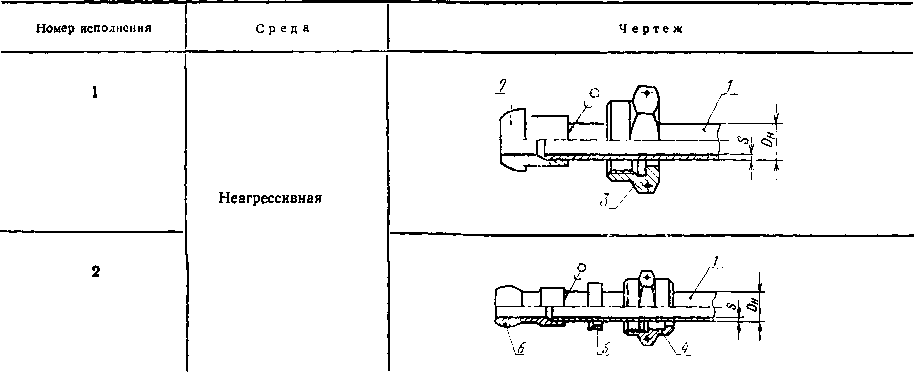 Номер исполнения
Среда
Чертеж
1
Неагрессивная
2
1
S
Dн
3
2
1
S
Dн
6
5
4